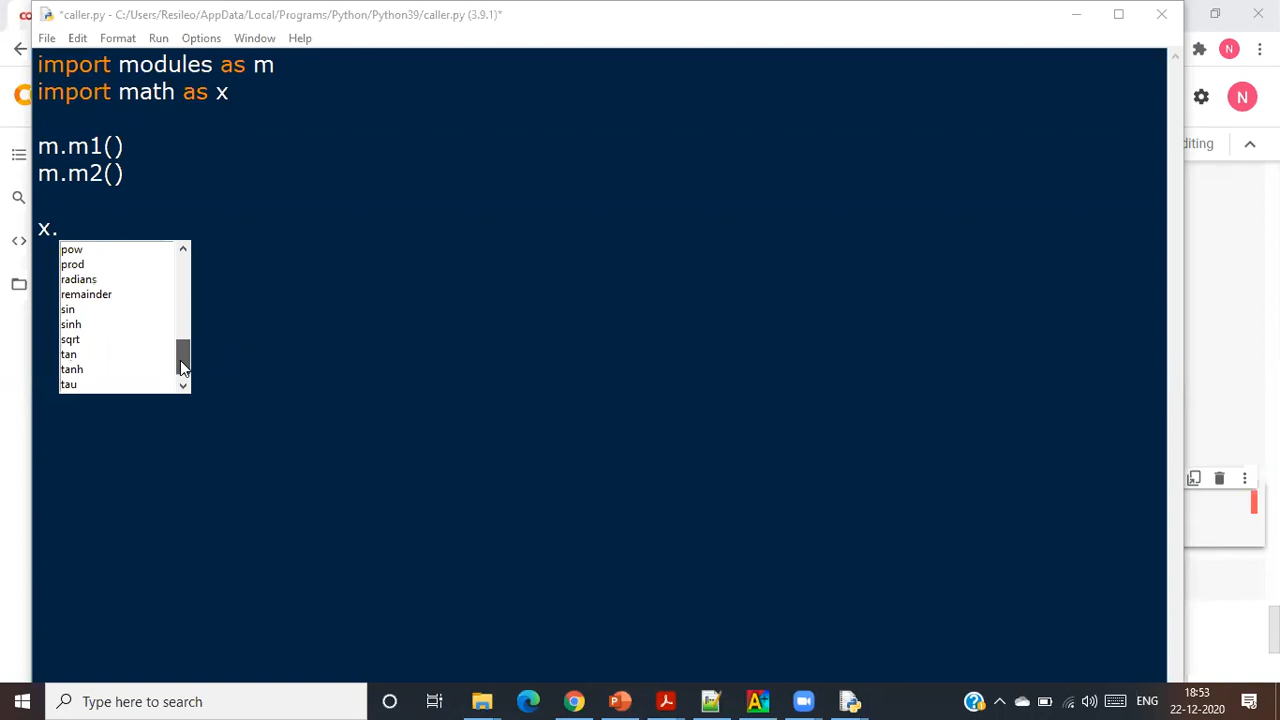 *caller.py - C:/Users/Resileo/AppData/Local/Programs/Python/Python39/caller.py (3.9.1)*
File Edit Format Run Options Window Help
import modules as m
import math as x
m.m1()
m.m2()
x.
pow
prod
radians
remainder
sin
sinh
sqrt
tan
tanh
tau
N
N
diting
Type here to search
ENG
18:53
22-12-2020